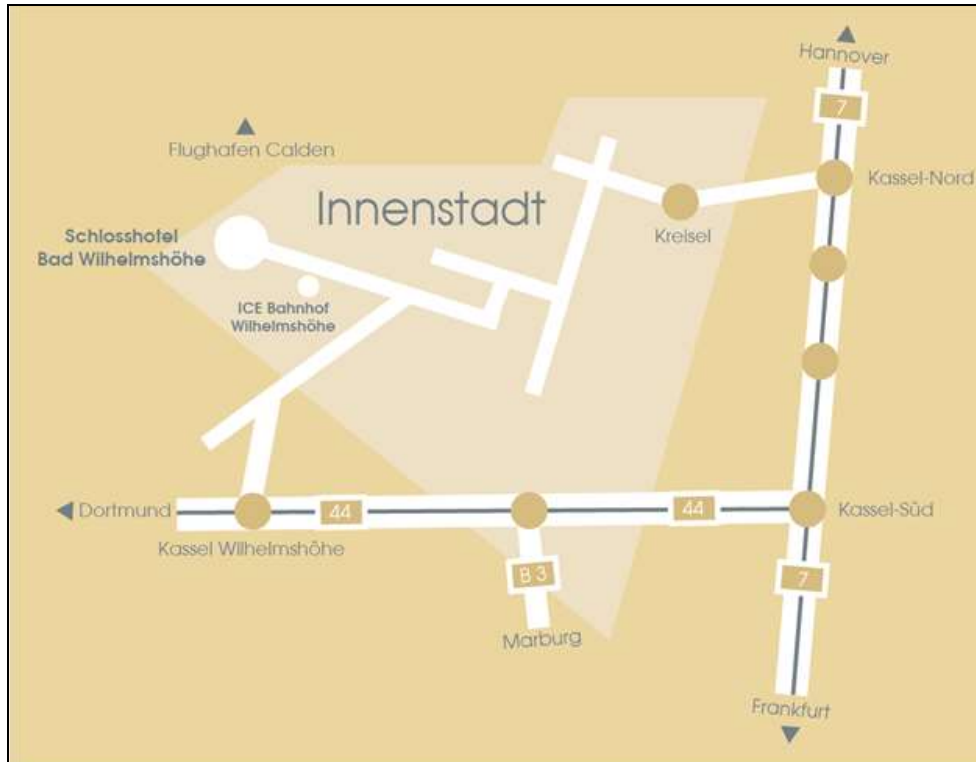 Hannover
7
Flughafen Calden
Kassel-Nord
Innenstadt
Schlosshotel
Bad Wilhelmshöhe
Kreisel
ICE Bahnhof
Wilhelmshöhe
Dortmund
44
44
Kassel-Süd
Kassel Wilhelmshöhe
B 3
7
Marburg
Frankfurt